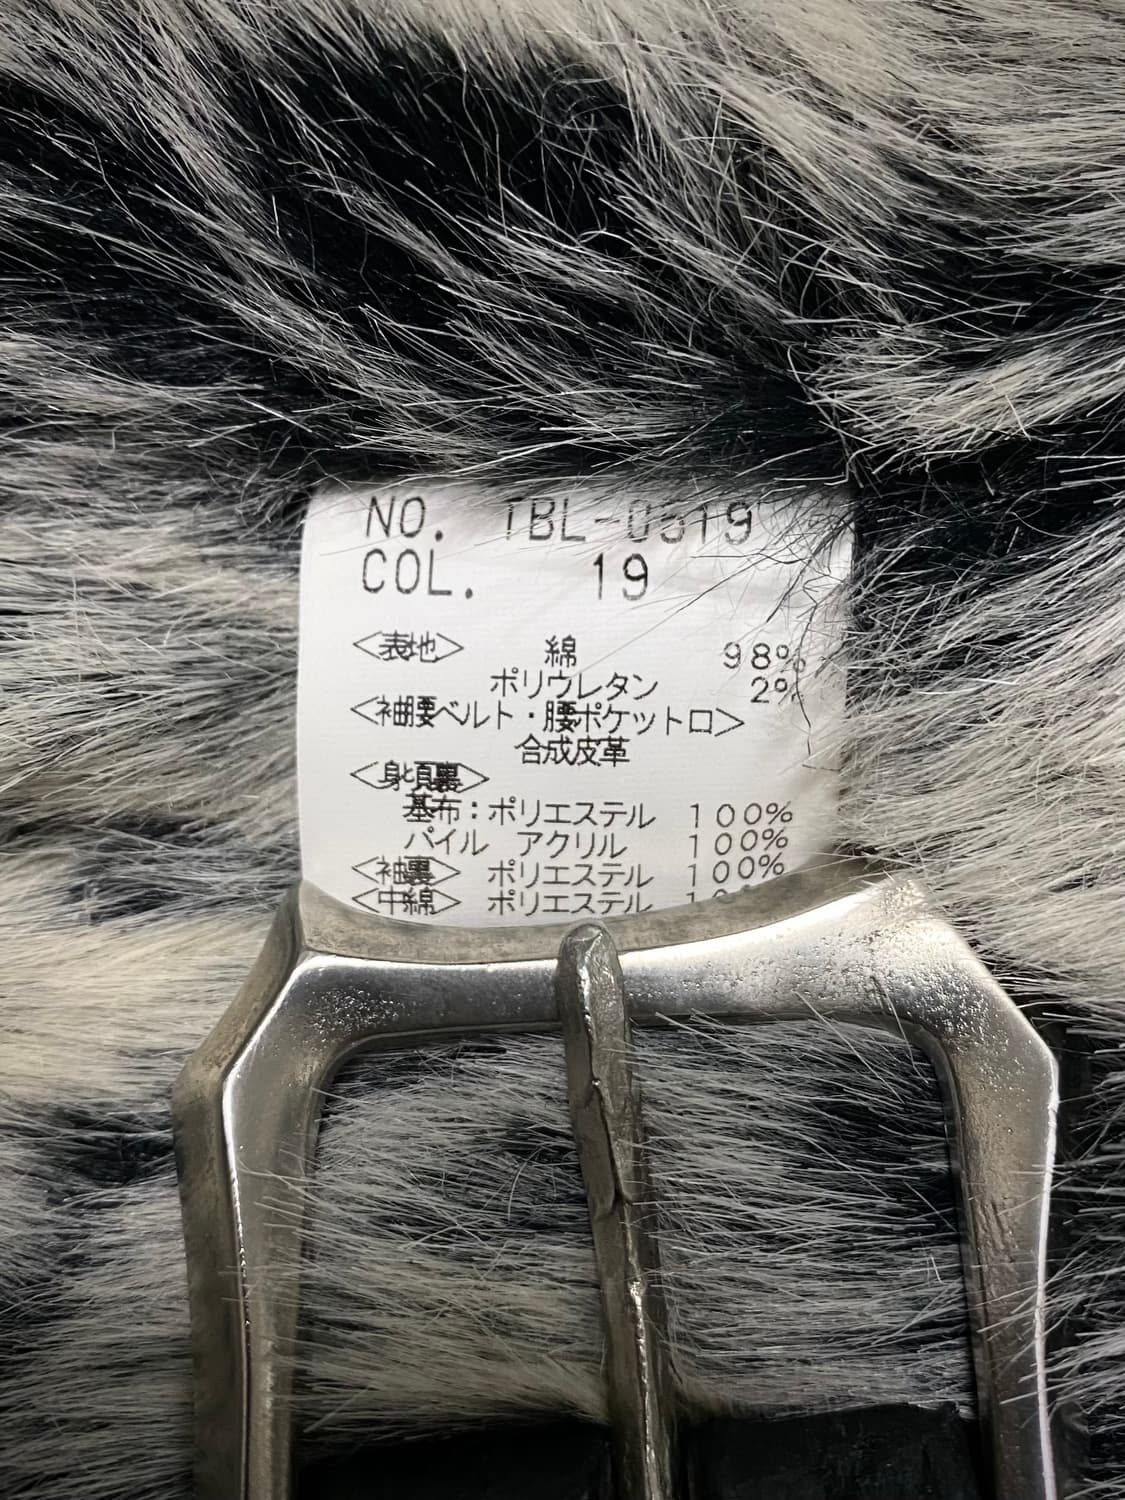 NO. TBL-0519
COL. 19
<表地> 綿 98%
ポリウレタン 2%
<袖腰ベルト・腰ポケット口>
合成皮革
<身頃裏>
基布:ポリエステル 100%
パイル アクリル 100%
<袖裏> ポリエステル 100%
<中綿> ポリエステル